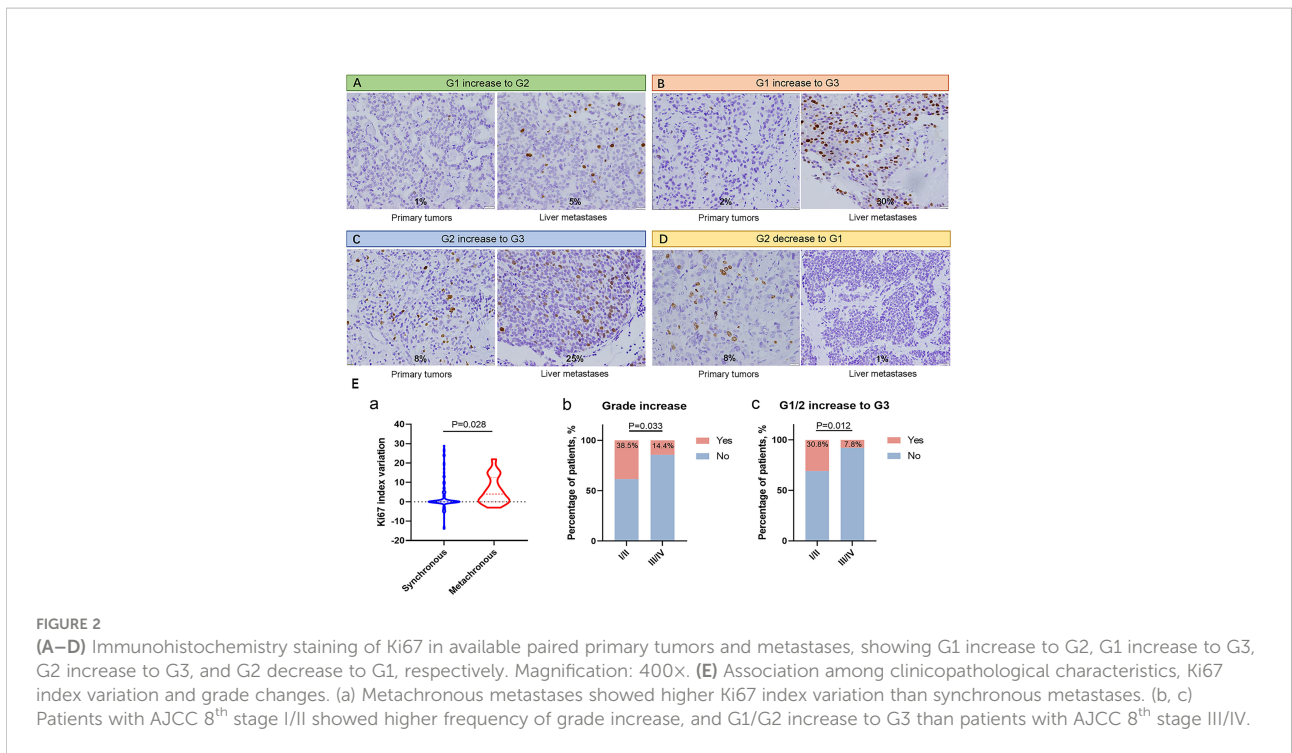 A G1 increase to G2
B G1 increase to G3
1% 5% 2% 30%
Primary tumors Liver metastases Primary tumors Liver metastases
C G2 increase to G3
D G2 decrease to G1
8% 25% 8% 1%
Primary tumors Liver metastases Primary tumors Liver metastases
E
a
P=0.028
Ki67 index variation
40
30
20
10
0
-10
-20
Synchronous
Metachronous
b Grade increase
P=0.033
Percentage of patients, %
100
50
0
38.5% 14.4%
Yes
No
I/II
III/IV
c G1/2 increase to G3
P=0.012
Percentage of patients, %
100
50
0
30.8% 7.8%
Yes
No
I/II
III/IV
FIGURE 2
(A–D) Immunohistochemistry staining of Ki67 in available paired primary tumors and metastases, showing G1 increase to G2, G1 increase to G3,
G2 increase to G3, and G2 decrease to G1, respectively. Magnification: 400×. (E) Association among clinicopathological characteristics, Ki67
index variation and grade changes. (a) Metachronous metastases showed higher Ki67 index variation than synchronous metastases. (b, c)
Patients with AJCC 8th stage I/II showed higher frequency of grade increase, and G1/G2 increase to G3 than patients with AJCC 8th stage III/IV.